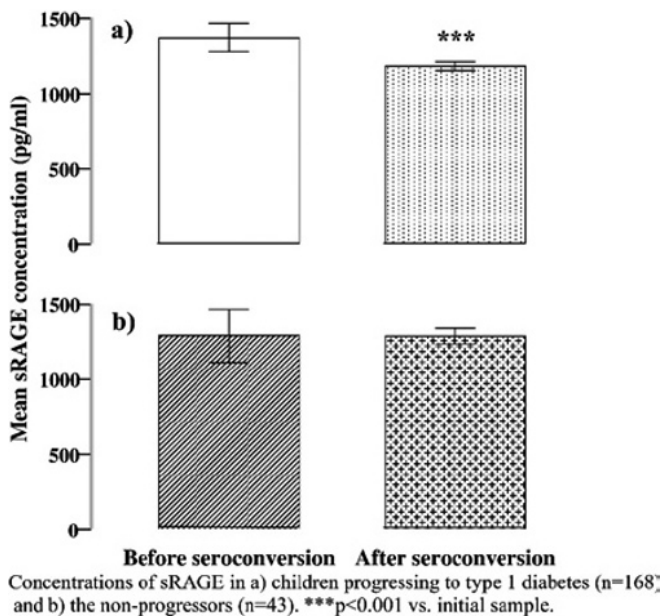 1500
a)
***
1000
500
0
Mean sRAGE concentration (pg/ml)
1500
b)
1000
500
0
Before seroconversion After seroconversion
Concentrations of sRAGE in a) children progressing to type 1 diabetes (n=168)
and b) the non-progressors (n=43). ***p<0.001 vs. initial sample.